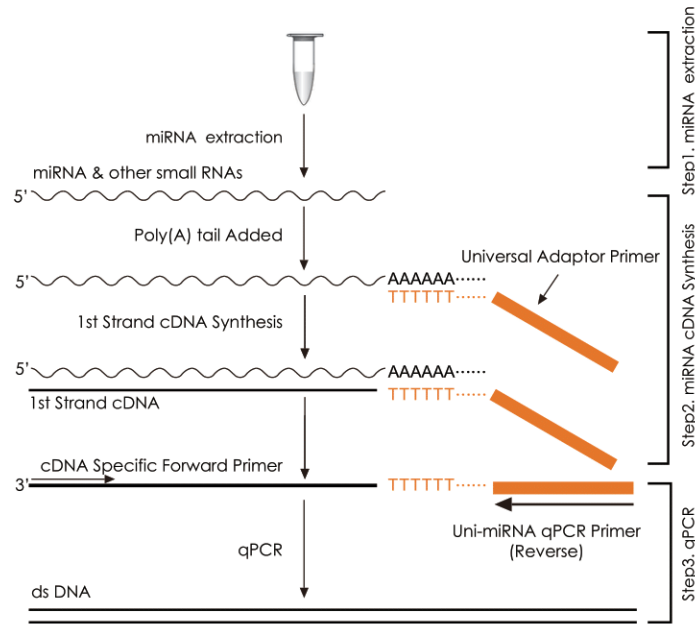 miRNA extraction
Step1. miRNA extraction
miRNA & other small RNAs
5'
Poly(A) tail Added
Universal Adaptor Primer
5'
AAAAAA......
TTTTTT......
1st Strand cDNA Synthesis
Step2. miRNA cDNA Synthesis
5'
AAAAAA......
TTTTTT......
1st Strand cDNA
cDNA Specific Forward Primer
3'
TTTTTT......
Uni-miRNA qPCR Primer
(Reverse)
qPCR
Step3. qPCR
ds DNA